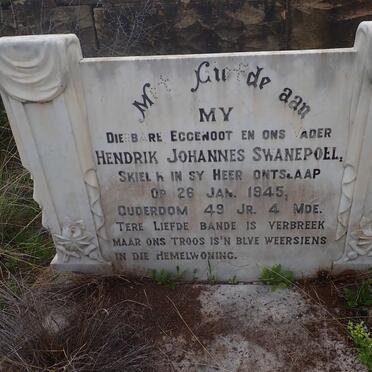 Met Liefde aan
MY
DIERBARE EGGENOOT EN ONS VADER
HENDRIK JOHANNES SWANEPOEL,
IN SY HEER ONTSLAAP
OP 26 JAN. 1945,
OUDERDOM 49 JR. 4 MDE.
TERE LIEFDE BANDE IS VERBREEK
MAAR ONS TROOS IS'N BLYE WEERSIENS
IN DIE HEMELWONING.